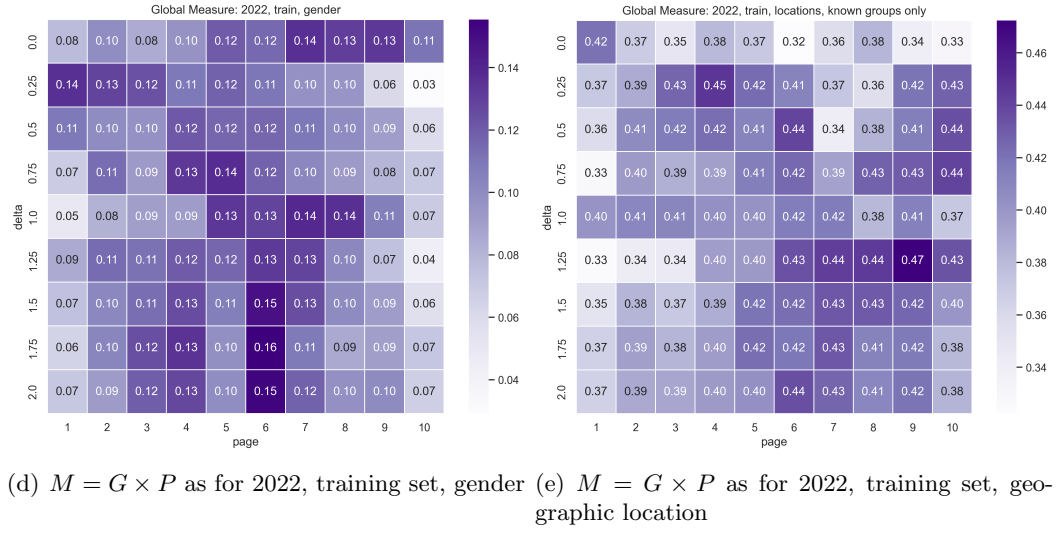 Global Measure: 2022, train, gender
0.0 0.08 0.10 0.08 0.10 0.12 0.12 0.14 0.13 0.13 0.11
0.25 0.14 0.13 0.12 0.11 0.12 0.11 0.10 0.10 0.06 0.03
0.5 0.11 0.10 0.10 0.12 0.12 0.12 0.11 0.10 0.09 0.06
0.75 0.07 0.11 0.09 0.13 0.14 0.12 0.10 0.09 0.08 0.07
delta
1.0 0.05 0.08 0.09 0.09 0.13 0.13 0.14 0.14 0.11 0.07
1.25 0.09 0.11 0.11 0.12 0.12 0.13 0.13 0.10 0.07 0.04
1.5 0.07 0.10 0.11 0.13 0.11 0.15 0.13 0.10 0.09 0.06
1.75 0.06 0.10 0.12 0.13 0.10 0.16 0.11 0.09 0.09 0.07
2.0 0.07 0.09 0.12 0.13 0.10 0.15 0.12 0.10 0.10 0.07
1 2 3 4 5 6 7 8 9 10
page
0.14
0.12
0.10
0.08
0.06
0.04
Global Measure: 2022, train, locations, known groups only
0.0 0.42 0.37 0.35 0.38 0.37 0.32 0.36 0.38 0.34 0.33
0.25 0.37 0.39 0.43 0.45 0.42 0.41 0.37 0.36 0.42 0.43
0.5 0.36 0.41 0.42 0.42 0.41 0.44 0.34 0.38 0.41 0.44
0.75 0.33 0.40 0.39 0.39 0.41 0.42 0.39 0.43 0.43 0.44
delta
1.0 0.40 0.41 0.41 0.40 0.40 0.42 0.42 0.38 0.41 0.37
1.25 0.33 0.34 0.34 0.40 0.40 0.43 0.44 0.44 0.47 0.43
1.5 0.35 0.38 0.37 0.39 0.42 0.42 0.43 0.43 0.42 0.40
1.75 0.37 0.39 0.38 0.40 0.42 0.42 0.43 0.41 0.42 0.38
2.0 0.37 0.39 0.39 0.40 0.40 0.44 0.43 0.41 0.42 0.38
1 2 3 4 5 6 7 8 9 10
page
0.46
0.44
0.42
0.40
0.38
0.36
0.34
(d) M = G × P as for 2022, training set, gender
(e) M = G × P as for 2022, training set, geo-
graphic location